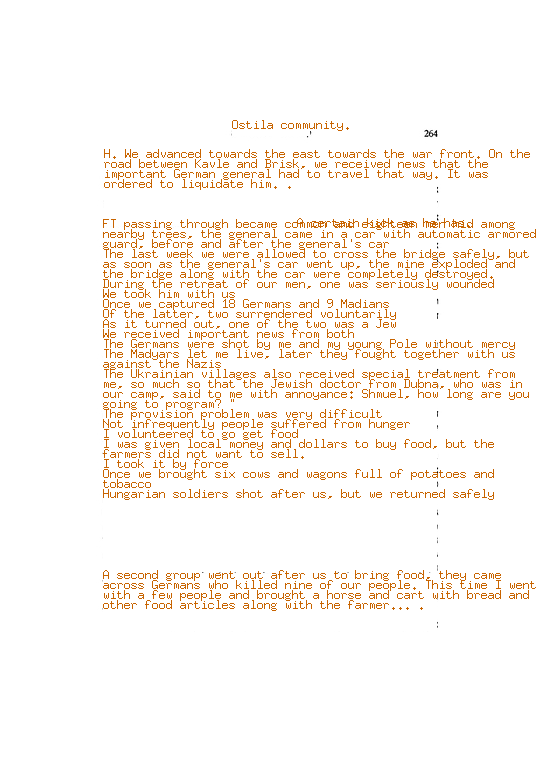 Ostila community.
264
H. We advanced towards the east towards the war front. On the
road between Kavle and Brisk, we received news that the
important German general had to travel that way. It was
ordered to liquidate him. .
FT passing through became common and eighteen men hid among
nearby trees, the general came in a car with automatic armored
guard, before and after the general's car
The last week we were allowed to cross the bridge safely, but
as soon as the general's car went up, the mine exploded and
the bridge along with the car were completely destroyed.
During the retreat of our men, one was seriously wounded
We took him with us
Once we captured 18 Germans and 9 Madians
Of the latter, two surrendered voluntarily
As it turned out, one of the two was a Jew
We received important news from both
The Germans were shot by me and my young Pole without mercy
The Madyars let me live, later they fought together with us
against the Nazis
The Ukrainian villages also received special treatment from
me, so much so that the Jewish doctor from Dubna, who was in
our camp, said to me with annoyance: Shmuel, how long are you
going to program? "
The provision problem was very difficult
Not infrequently people suffered from hunger
I volunteered to go get food
I was given local money and dollars to buy food, but the
farmers did not want to sell.
I took it by force
Once we brought six cows and wagons full of potatoes and
tobacco
Hungarian soldiers shot after us, but we returned safely
A second group went out after us to bring food, they came
across Germans who killed nine of our people. This time I went
with a few people and brought a horse and cart with bread and
other food articles along with the farmer... .